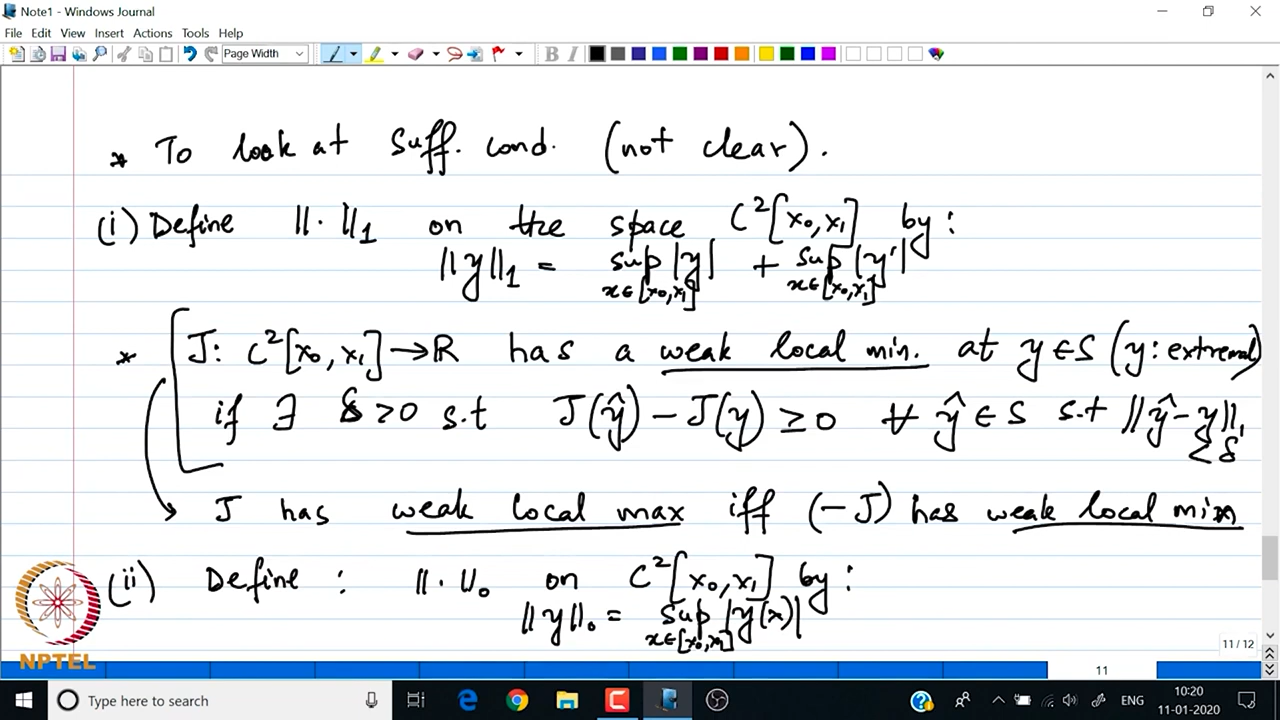 Note1 - Windows Journal
File Edit View Insert Actions Tools Help
Page Width
* To look at suff. cond. (not clear).
(i) Define ||·||₁ on the space C²[x₀,x₁] by:
||y||₁ = sup |y| + sup |y'|
x∈[x₀,x₁] x∈[x₀,x₁]
* J: C²[x₀,x₁] → ℝ has a weak local min. at y∈S (y: extremal)
if ∃ δ>0 s.t J(ŷ) - J(y) ≥ 0 ∀ ŷ∈S s.t ||ŷ-y||₁
<δ
J has weak local max iff (-J) has weak local min
(ii) Define : ||·||₀ on C²[x₀,x₁] by:
||y||₀ = sup |y(x)|
x∈[x₀,x₁]
NPTEL
11/12
11
Type here to search
ENG
10:20
11-01-2020